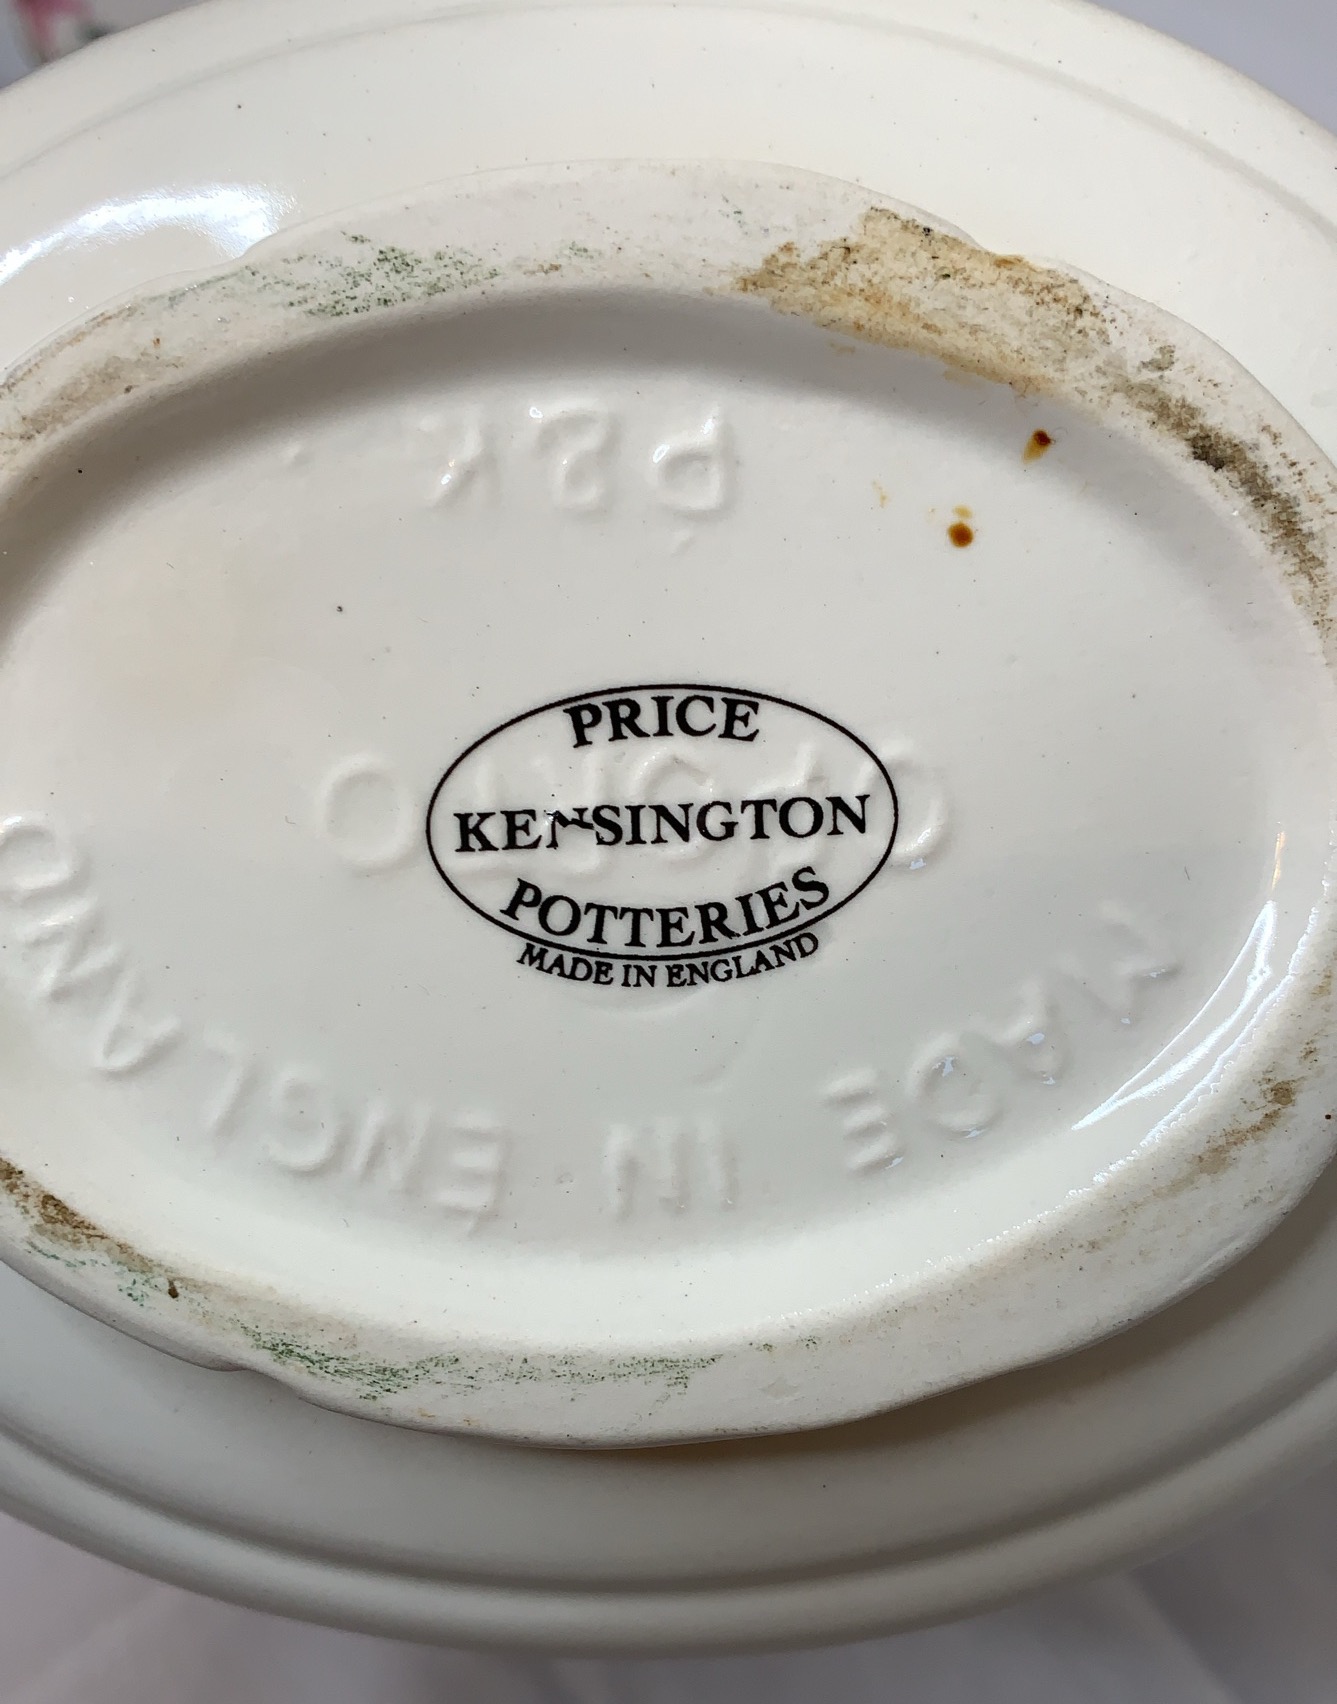 P&K
PRICE
KENSINGTON
POTTERIES
MADE IN ENGLAND
MADE IN ENGLAND